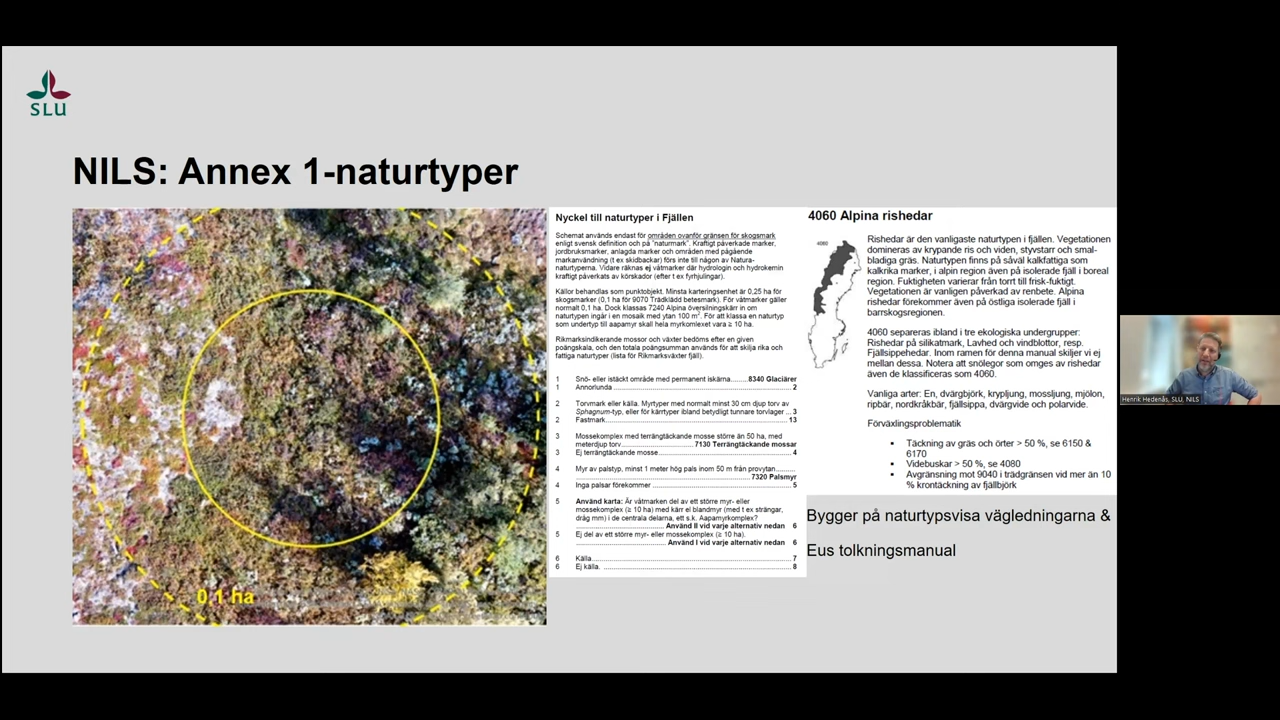 SLU
NILS: Annex 1-naturtyper
0,1 ha
Nyckel till naturtyper i Fjällen
Schemat används endast för områden ovanför gränsen för skogsmark
enligt svensk definition och på "naturmark". Kraftigt påverkade marker,
jordbruksmarker, anlagda marker och områden med pågående
markanvändning (t ex skidbackar) förs inte till någon av Natura-
naturtyperna. Vidare räknas ej våtmarker där hydrologin och hydrokemin
kraftigt påverkats av körskador (efter t ex fyrhjulingar).
Källor behandlas som punktobjekt. Minsta karteringsenhet är 0,25 ha för
skogsmarker (0,1 ha för 9070 Trädklädd betesmark). För våtmarker gäller
normalt 0,1 ha. Dock klassas 7240 Alpina översilningskärr in om
naturtypen ingår i en mosaik med ytan 100 m². För att klassa en naturtyp
som undertyp till aapamyr skall hela myrkomlexet vara ≥ 10 ha.
Rikmarksindikerande mossor och växter bedöms efter en given
poängskala, och den totala poängsumman används för att skilja rika och
fattiga naturtyper (lista för Rikmarksväxter fjäll).
1 Snö- eller istäckt område med permanent iskärna........8340 Glaciärer
1 Annorlunda ........ 2
2 Torvmark eller källa. Myrtyper med normalt minst 30 cm djup torv av
Sphagnum-typ, eller för kärrtyper ibland betydligt tunnare torvlager ... 3
2 Fastmark ........ 13
3 Mossekomplex med terrängtäckande mosse större än 50 ha, med
meterdjup torv........ 7130 Terrängtäckande mossar
3 Ej terrängtäckande mosse........ 4
4 Myr av palstyp, minst 1 meter hög pals inom 50 m från provytan........
........ 7320 Palsmyr
4 Inga palsar förekommer ........ 5
5 Använd karta: Är våtmarken del av ett större myr- eller
mossekomplex (≥ 10 ha) med kärr el blandmyr (med t ex strängar,
dråg mm) i de centrala delarna, ett s.k. Aapamyrkomplex?
........ Använd II vid varje alternativ nedan 6
5 Ej del av ett större myr- eller mossekomplex (≥ 10 ha).
........ Använd I vid varje alternativ nedan 6
6 Källa........ 7
6 Ej källa. ........ 8
4060 Alpina rishedar
4060
Rishedar är den vanligaste naturtypen i fjällen. Vegetationen
domineras av krypande ris och viden, styvstarr och smal-
bladiga gräs. Naturtypen finns på såväl kalkfattiga som
kalkrika marker, i alpin region även på isolerade fjäll i boreal
region. Fuktigheten varierar från torrt till frisk-fuktigt.
Vegetationen är vanligen påverkad av renbete. Alpina
rishedar förekommer även på östliga isolerade fjäll i
barrskogsregionen.
4060 separeras ibland i tre ekologiska undergrupper:
Rishedar på silikatmark, Lavhed och vindblottor, resp.
Fjällsippehedar. Inom ramen för denna manual skiljer vi ej
mellan dessa. Notera att snölegor som omges av rishedar
även de klassificeras som 4060.
Vanliga arter: En, dvärgbjörk, krypljung, mossljung, mjölon,
ripbär, nordkråkbär, fjällsippa, dvärgvide och polarvide.
Förväxlingsproblematik
▪ Täckning av gräs och örter > 50 %, se 6150 &
6170
▪ Videbuskar > 50 %, se 4080
▪ Avgränsning mot 9040 i trädgränsen vid mer än 10
% krontäckning av fjällbjörk
Bygger på naturtypsvisa vägledningarna &
Eus tolkningsmanual
Henrik Hedenås, SLU, NILS